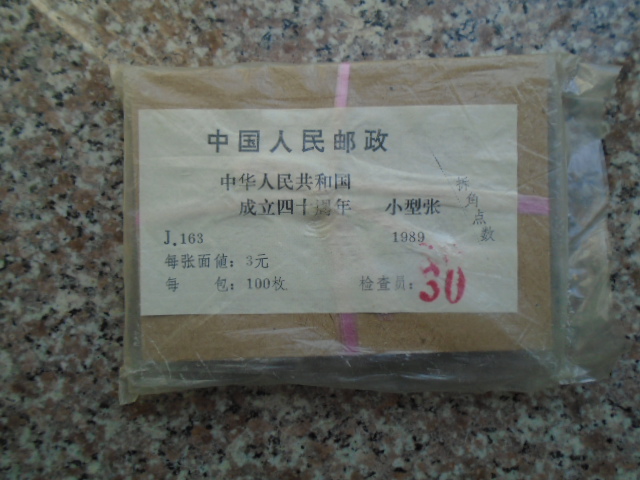 中国人民邮政
中华人民共和国
成立四十周年 小型张
J.163 1989
每张面值：3元
每 包：100枚
检查员：
30
拆角点数